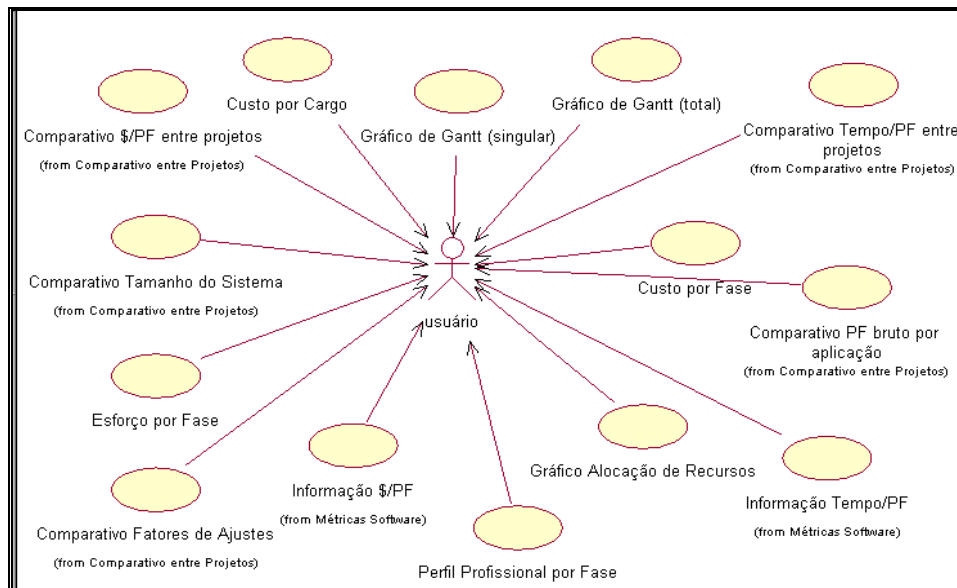 Custo por Cargo
Gráfico de Gantt (total)
Comparativo $/PF entre projetos
(from Comparativo entre Projetos)
Gráfico de Gantt (singular)
Comparativo Tempo/PF entre
projetos
(from Comparativo entre Projetos)
Comparativo Tamanho do Sistema
(from Comparativo entre Projetos)
Custo por Fase
usuário
Comparativo PF bruto por
aplicação
(from Comparativo entre Projetos)
Esforço por Fase
Gráfico Alocação de Recursos
Informação $/PF
(from Métricas Software)
Informação Tempo/PF
(from Métricas Software)
Comparativo Fatores de Ajustes
(from Comparativo entre Projetos)
Perfil Profissional por Fase